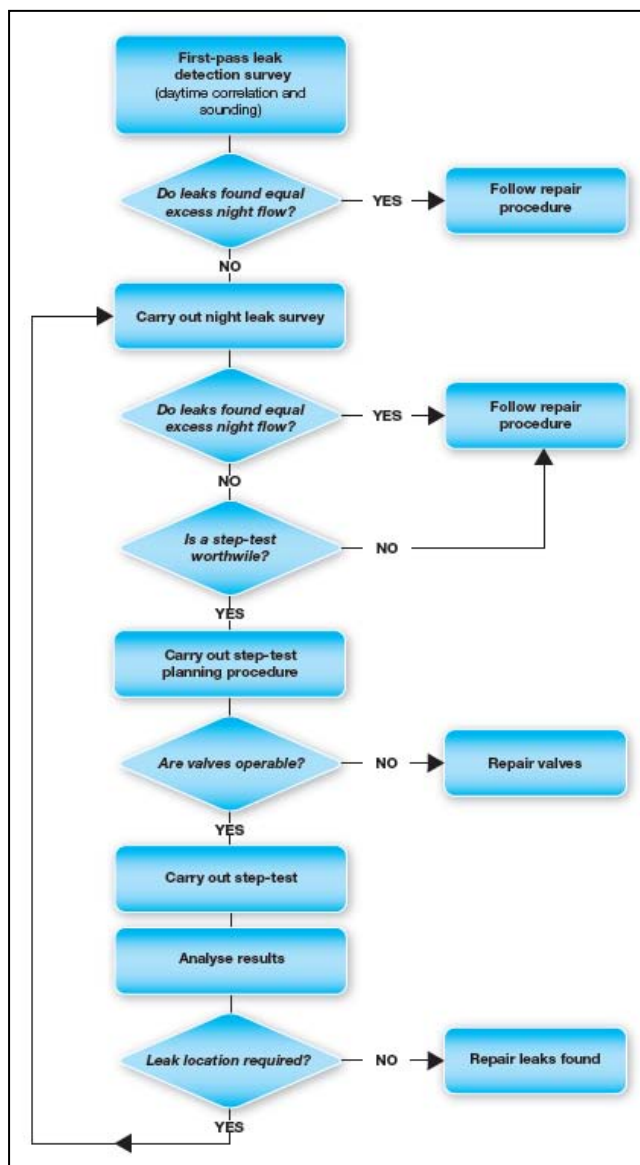 First-pass leak
detection survey
(daytime correlation and
sounding)
Do leaks found equal
excess night flow?
YES
Follow repair
procedure
NO
Carry out night leak survey
Do leaks found equal
excess night flow?
YES
Follow repair
procedure
NO
Is a step-test
worthwile?
NO
YES
Carry out step-test
planning procedure
Are valves operable?
NO
Repair valves
YES
Carry out step-test
Analyse results
Leak location required?
NO
Repair leaks found
YES